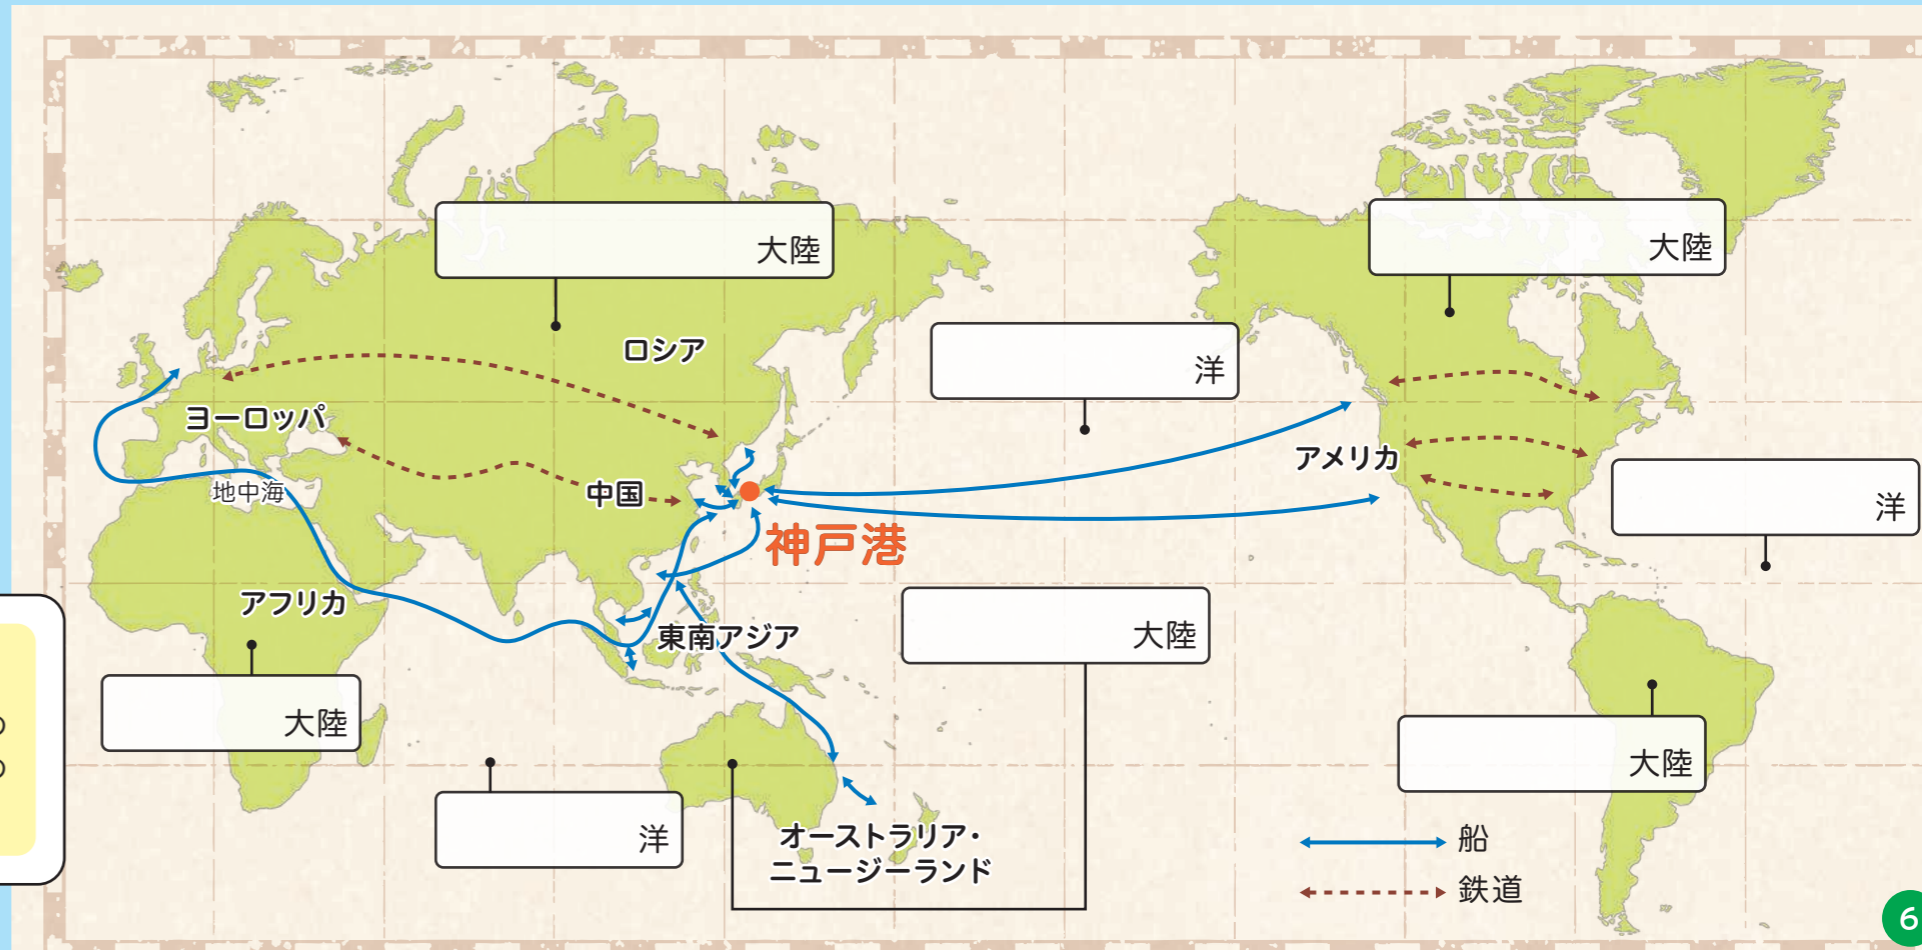 大陸
大陸
ロシア
洋
ヨーロッパ
アメリカ
地中海
中国
洋
神戸港
アフリカ
東南アジア
大陸
大陸
の
の
大陸
洋
オーストラリア・
ニュージーランド
船
鉄道
6